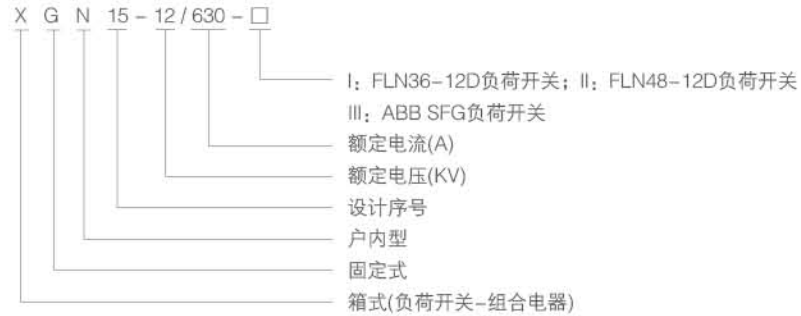 X G N 15-12/630-□
I：FLN36-12D负荷开关；II：FLN48-12D负荷开关
III：ABB SFG负荷开关
额定电流(A)
额定电压(KV)
设计序号
户内型
固定式
箱式(负荷开关-组合电器)